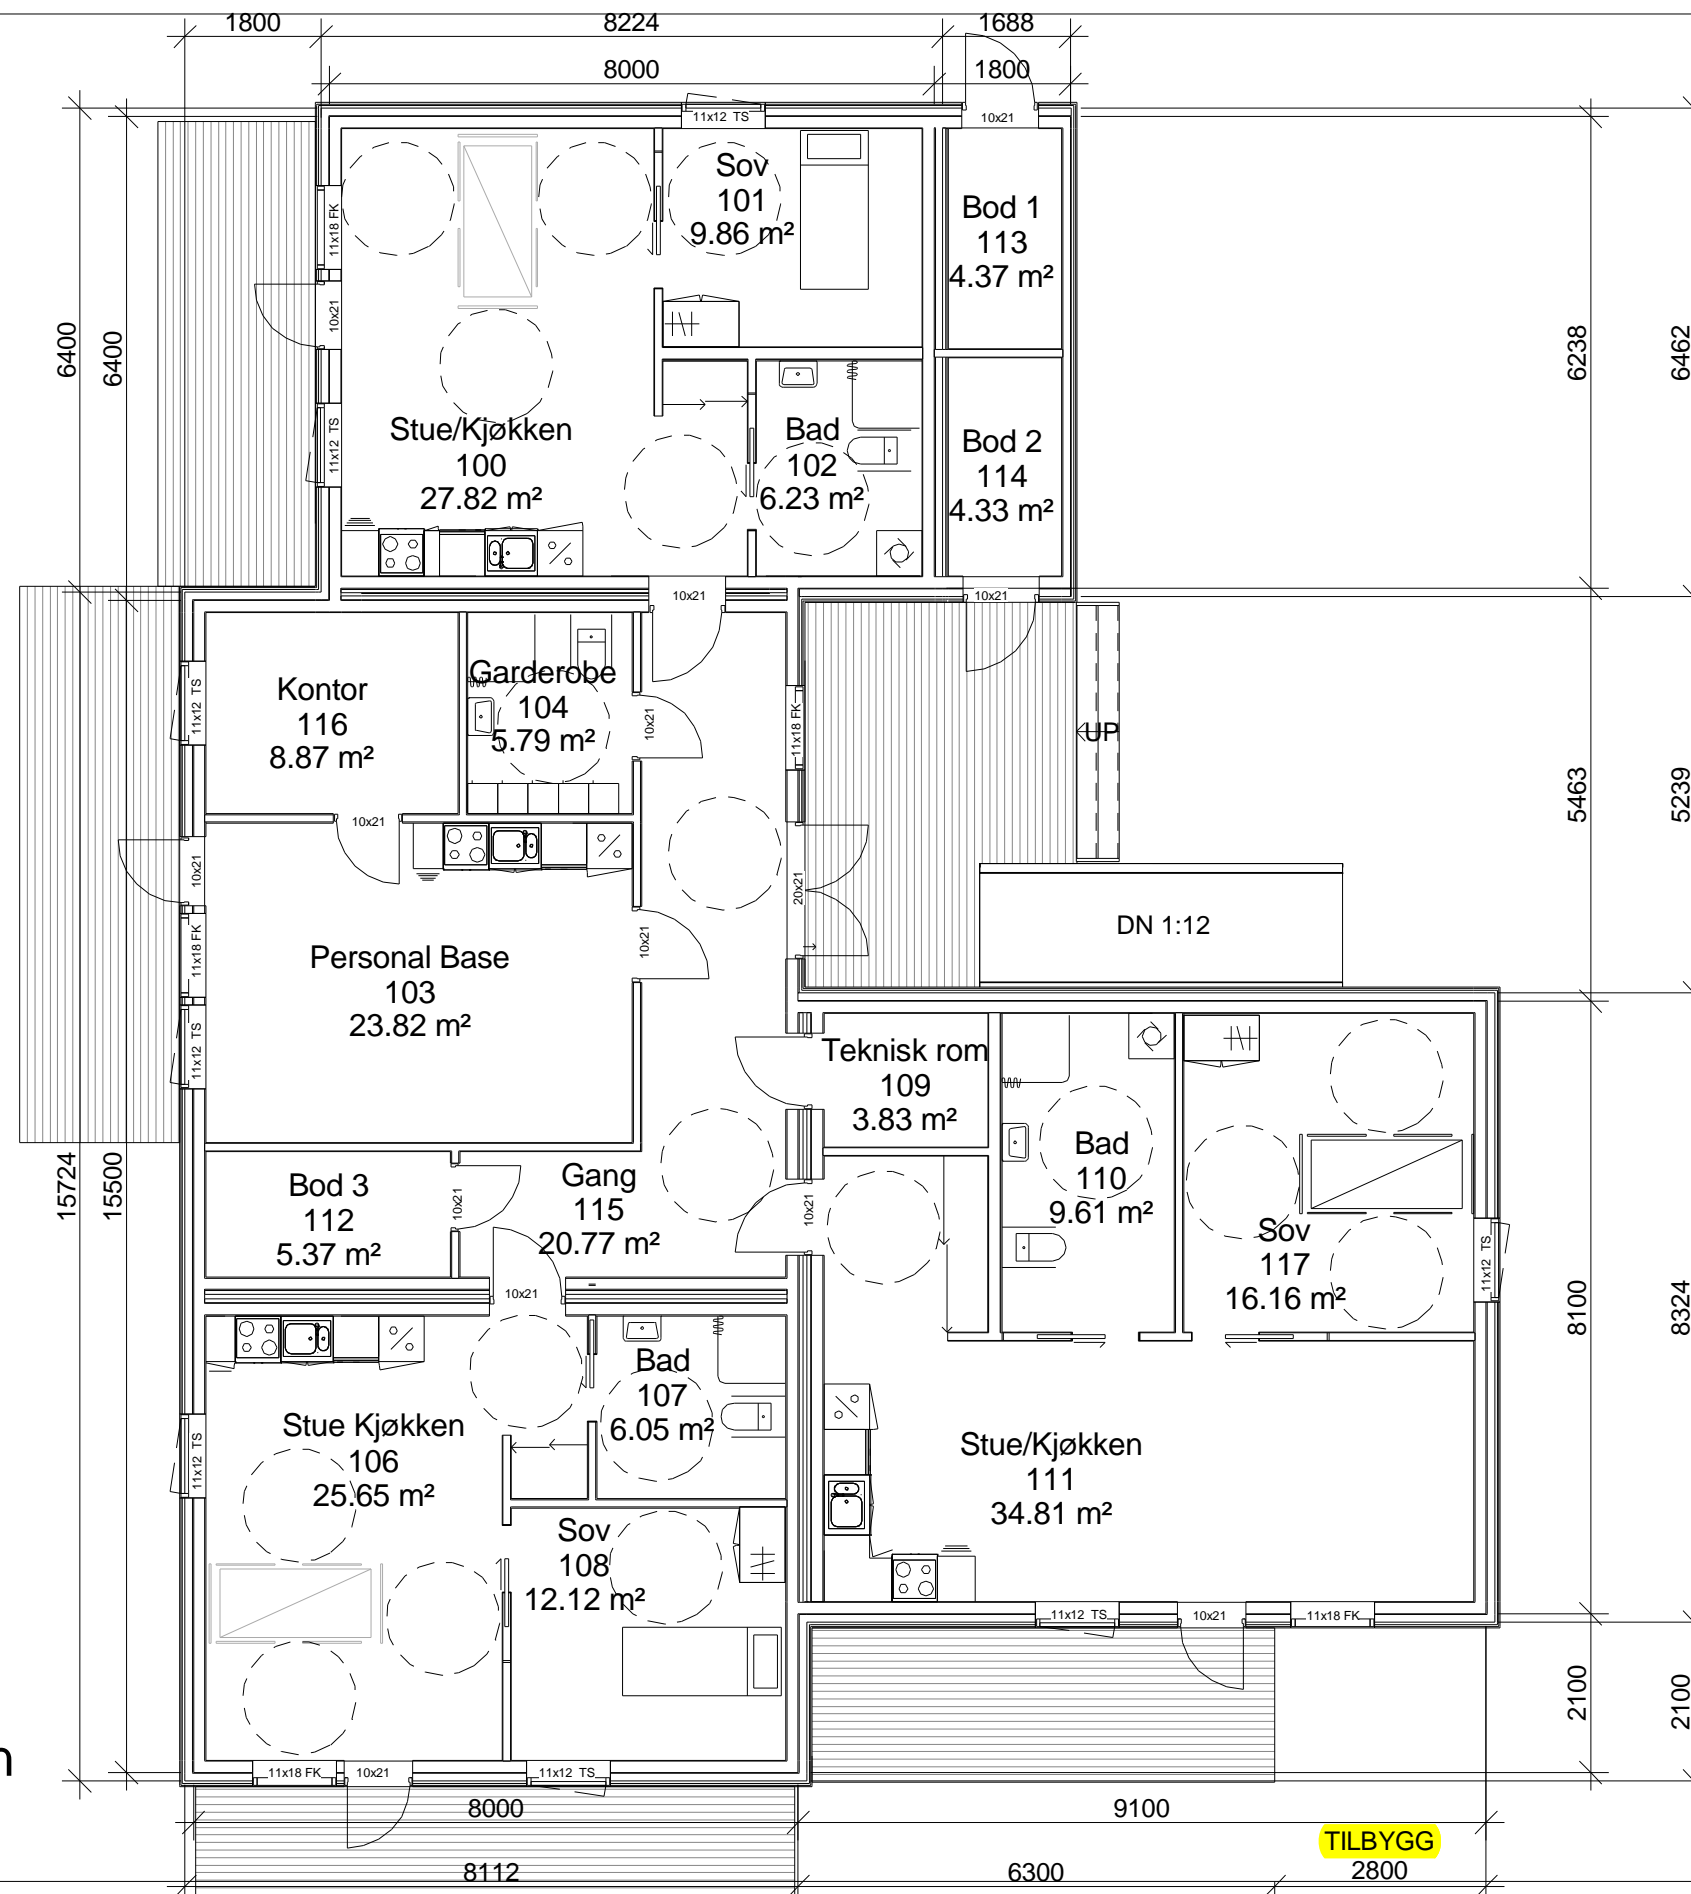 1800
8224
1688
8000
1800
11x12 TS
10x21
Sov
101
9.86 m²
Bod 1
113
4.37 m²
11x18 FK
10x21
6400
6400
6238
6462
11x12 TS
Stue/Kjøkken
100
27.82 m²
Bad
102
6.23 m²
Bod 2
114
4.33 m²
10x21
10x21
Kontor
116
8.87 m²
Garderobe
104
5.79 m²
11x12 TS
10x21
11x18 FK
UP
5463
5239
10x21
10x21
20x21
DN 1:12
11x18 FK
10x21
Personal Base
103
23.82 m²
11x12 TS
Teknisk rom
109
3.83 m²
15724
15500
Bod 3
112
5.37 m²
10x21
Gang
115
20.77 m²
10x21
Bad
110
9.61 m²
Sov
117
16.16 m²
11x12 TS
8100
8324
10x21
Bad
107
6.05 m²
Stue Kjøkken
106
25.65 m²
11x12 TS
Stue/Kjøkken
111
34.81 m²
Sov
108
12.12 m²
11x12 TS
10x21
11x18 FK
2100
2100
n
11x18 FK
10x21
11x12 TS
8000
9100
TILBYGG
8112
6300
2800